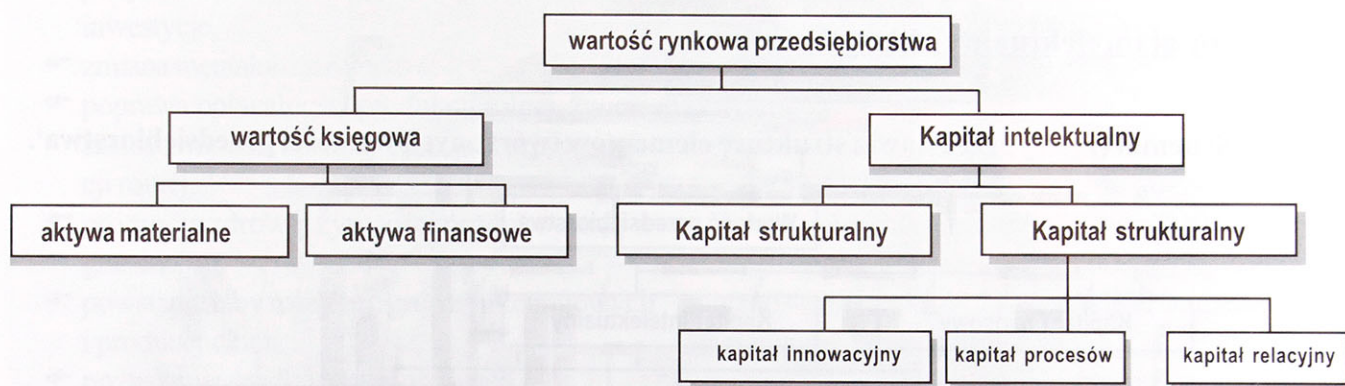 wartość rynkowa przedsiębiorstwa
wartość księgowa
Kapitał intelektualny
aktywa materialne
aktywa finansowe
Kapitał strukturalny
Kapitał strukturalny
kapitał innowacyjny
kapitał procesów
kapitał relacyjny